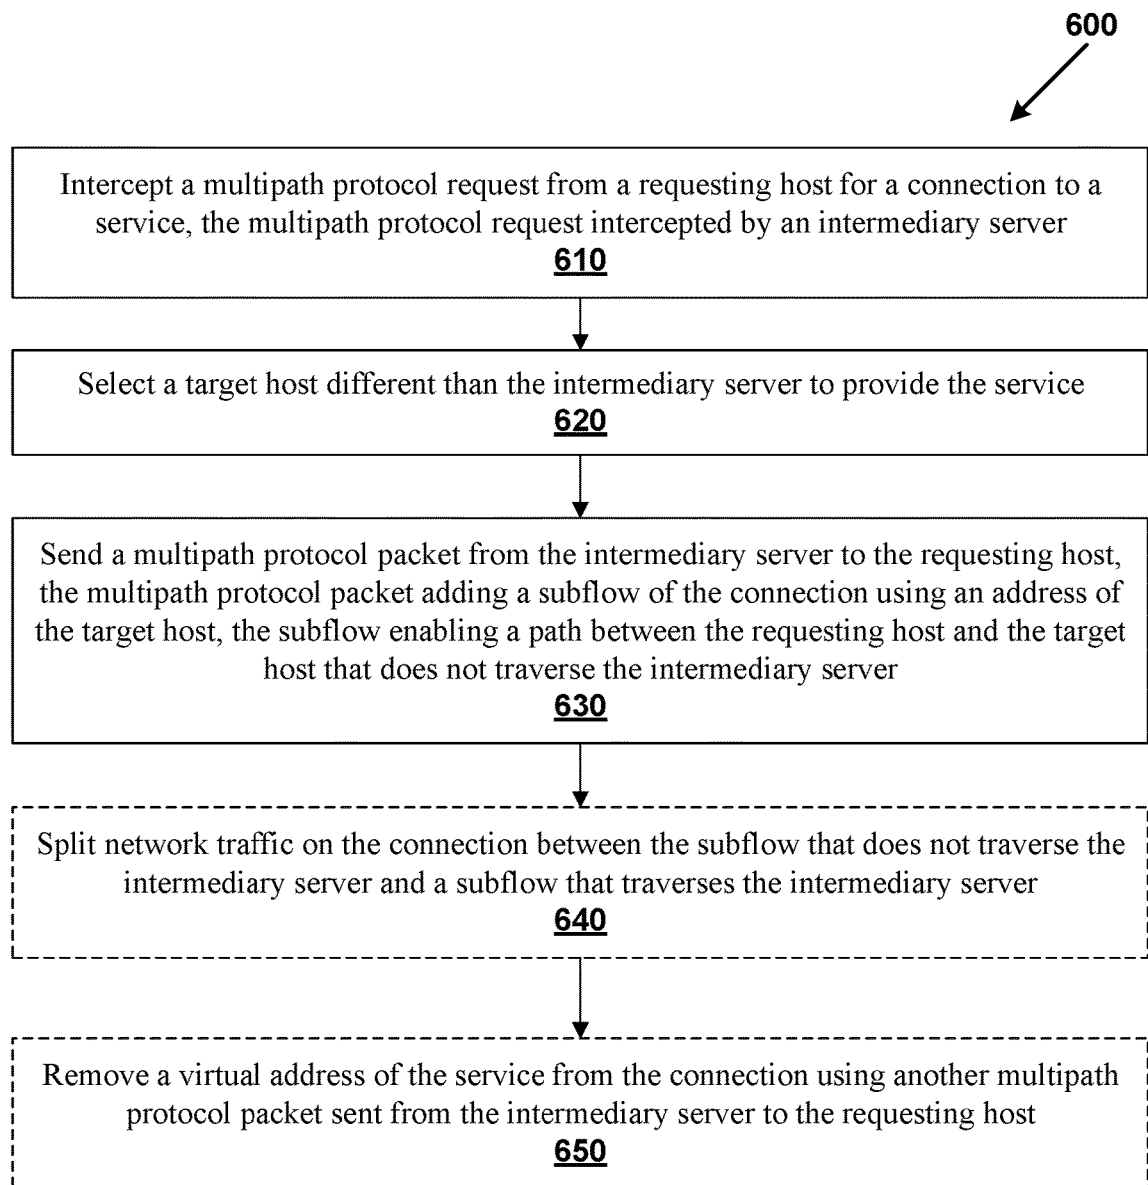 600
Intercept a multipath protocol request from a requesting host for a connection to a
service, the multipath protocol request intercepted by an intermediary server
610
Select a target host different than the intermediary server to provide the service
620
Send a multipath protocol packet from the intermediary server to the requesting host,
the multipath protocol packet adding a subflow of the connection using an address of
the target host, the subflow enabling a path between the requesting host and the target
host that does not traverse the intermediary server
630
Split network traffic on the connection between the subflow that does not traverse the
intermediary server and a subflow that traverses the intermediary server
640
Remove a virtual address of the service from the connection using another multipath
protocol packet sent from the intermediary server to the requesting host
650